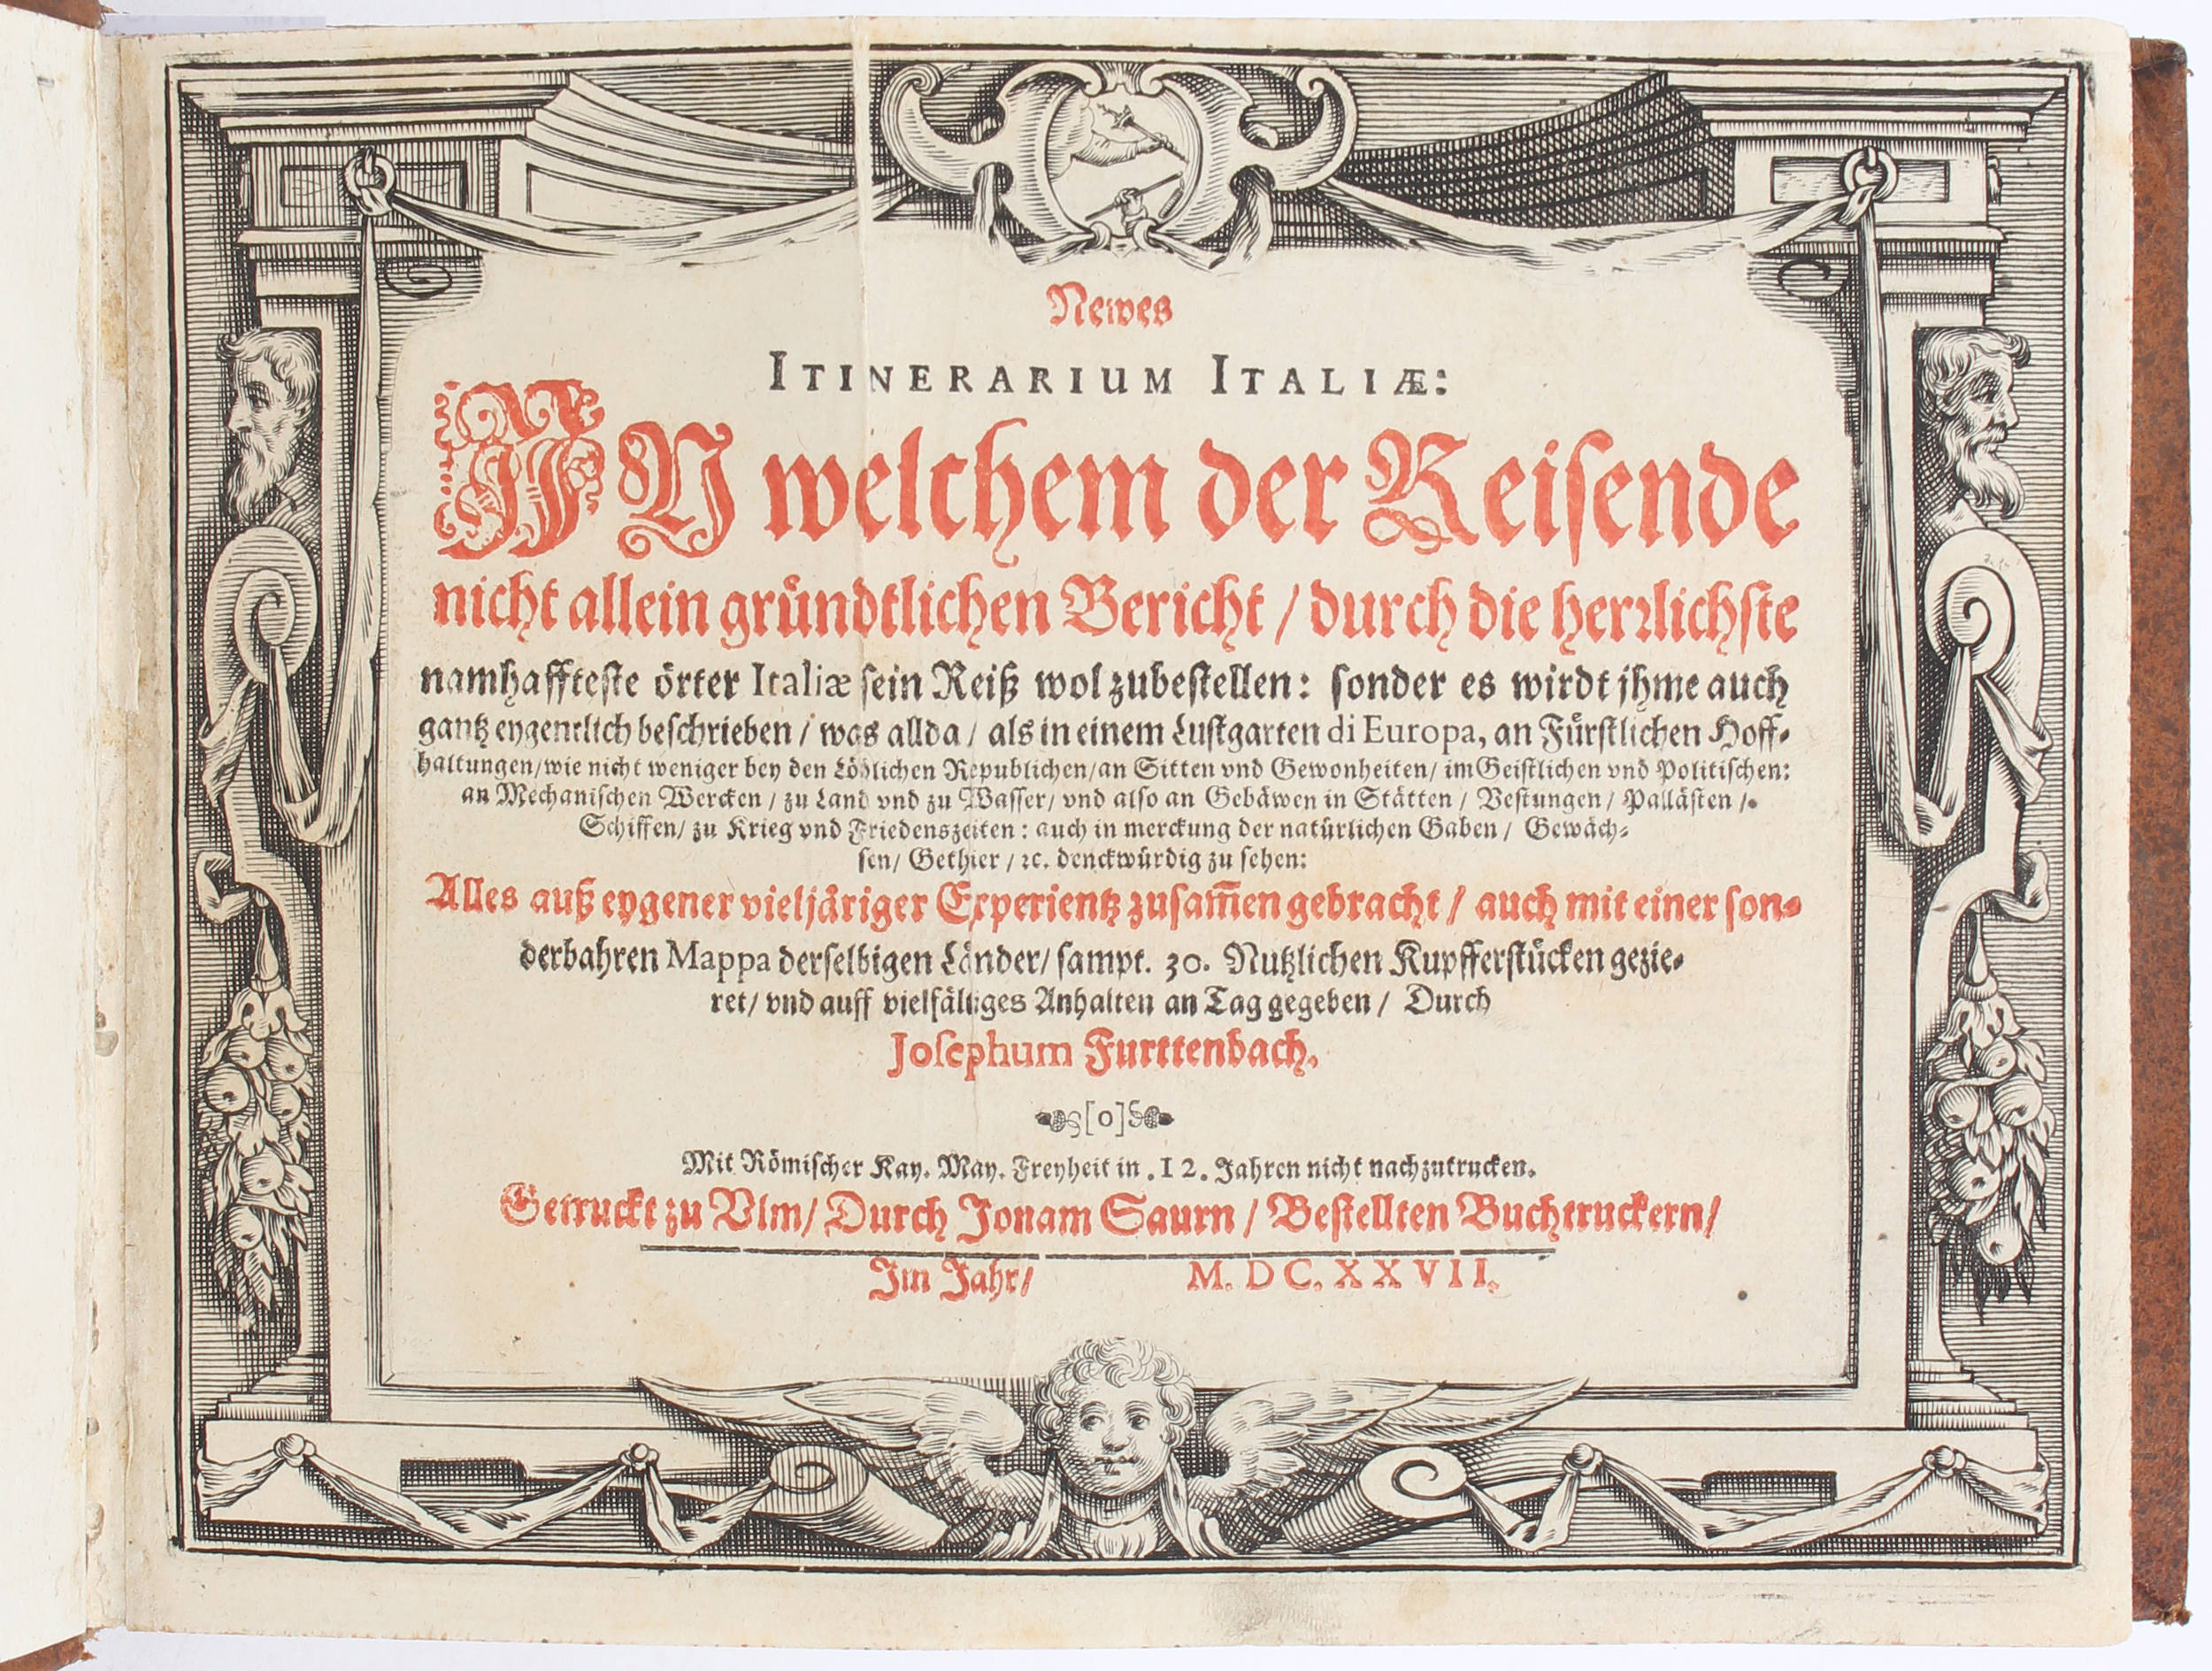 Newes
ITINERARIUM ITALIÆ:
IN welchem der Reisende
nicht allein gründtlichen Bericht / durch die herrlichste
namhaffteste örter Italiæ sein Reiß wol zubestellen: sonder es wirdt jhme auch
gantz eygentlich beschrieben / was allda / als in einem Lustgarten di Europa, an Fürstlichen Hoff-
haltungen/wie nicht weniger bey den Löblichen Republichen/an Sitten vnd Gewonheiten/ im Geistlichen vnd Politischen:
an Mechanischen Wercken / zu Land vnd zu Wasser/ vnd also an Gebäwen in Stätten / Vestungen / Pallästen /
Schiffen/ zu Krieg vnd Friedenszeiten: auch in merckung der natürlichen Gaben / Gewäch-
sen/ Gethier / ꝛc. denckwürdig zu sehen:
Alles auß eygener vieljäriger Experientz zusam̅en gebracht / auch mit einer son-
derbahren Mappa derselbigen Länder/ sampt. 30. Nutzlichen Kupfferstücken gezie-
ret/ vnd auff vielfältiges Anhalten an Tag gegeben / Durch
Josephum Furttenbach.
[0]
Mit Römischer Kay. May. Freyheit in .12. Jahren nicht nachzutrucken.
Getruckt zu Vlm/ Durch Jonam Saurn / Bestellten Buchtruckern/
Im Jahr/ M. DC. XXVII.